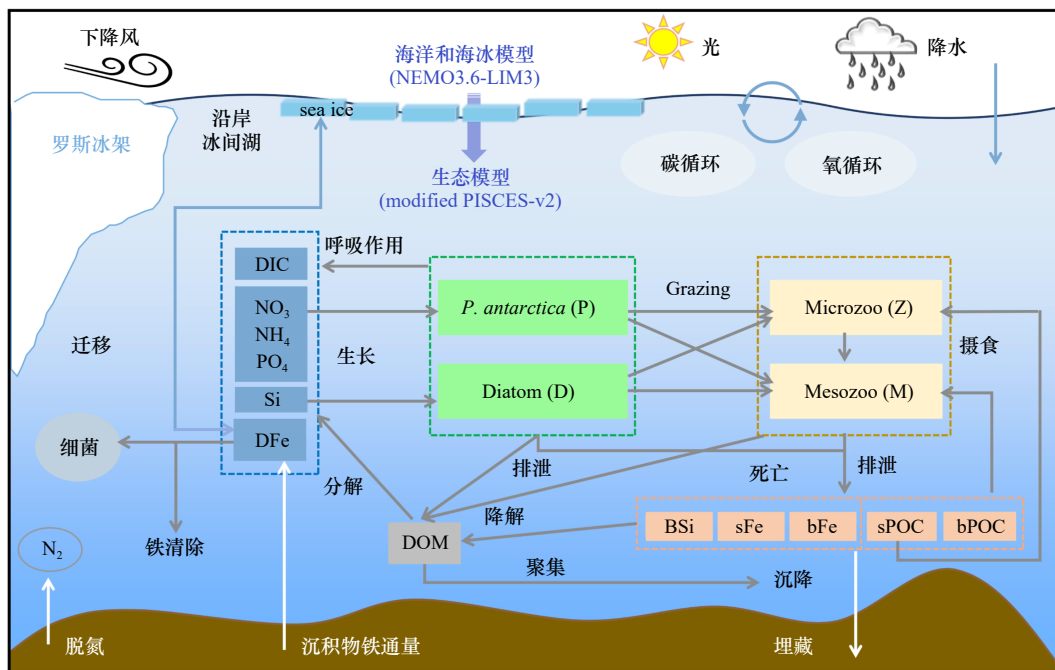 下降风
海洋和海冰模型
(NEMO3.6-LIM3)
光
降水
sea ice
沿岸
冰间湖
罗斯冰架
碳循环
氧循环
生态模型
(modified PISCES-v2)
呼吸作用
DIC
NO₃
NH₄
PO₄
Si
DFe
P. antarctica (P)
Diatom (D)
Grazing
Microzoo (Z)
Mesozoo (M)
摄食
迁移
生长
细菌
分解
排泄
死亡
排泄
降解
BSi
sFe
bFe
sPOC
bPOC
DOM
N₂
铁清除
聚集
沉降
脱氮
沉积物铁通量
埋藏